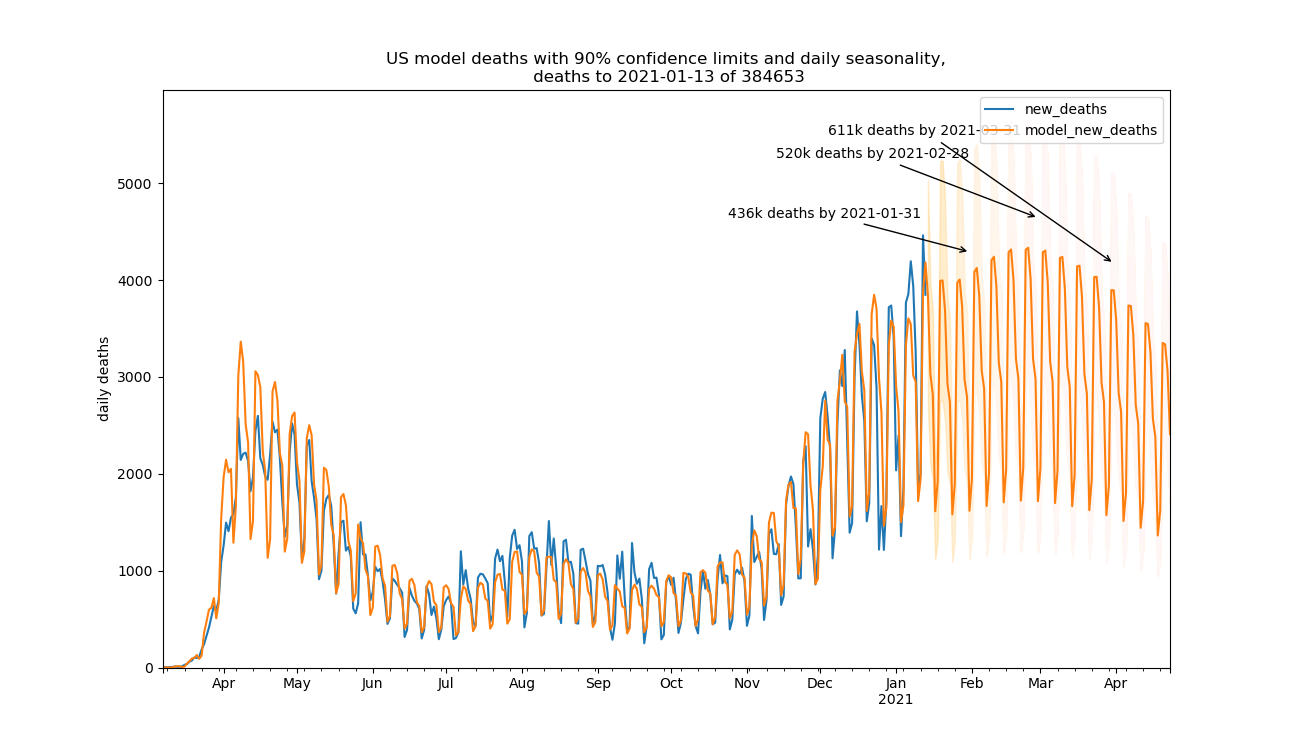 US model deaths with 90% confidence limits and daily seasonality,
deaths to 2021-01-13 of 384653
new_deaths
model_new_deaths
611k deaths by 2021-03-31
520k deaths by 2021-02-28
436k deaths by 2021-01-31
daily deaths
5000
4000
3000
2000
1000
0
Apr May Jun Jul Aug Sep Oct Nov Dec Jan Feb Mar Apr
2021